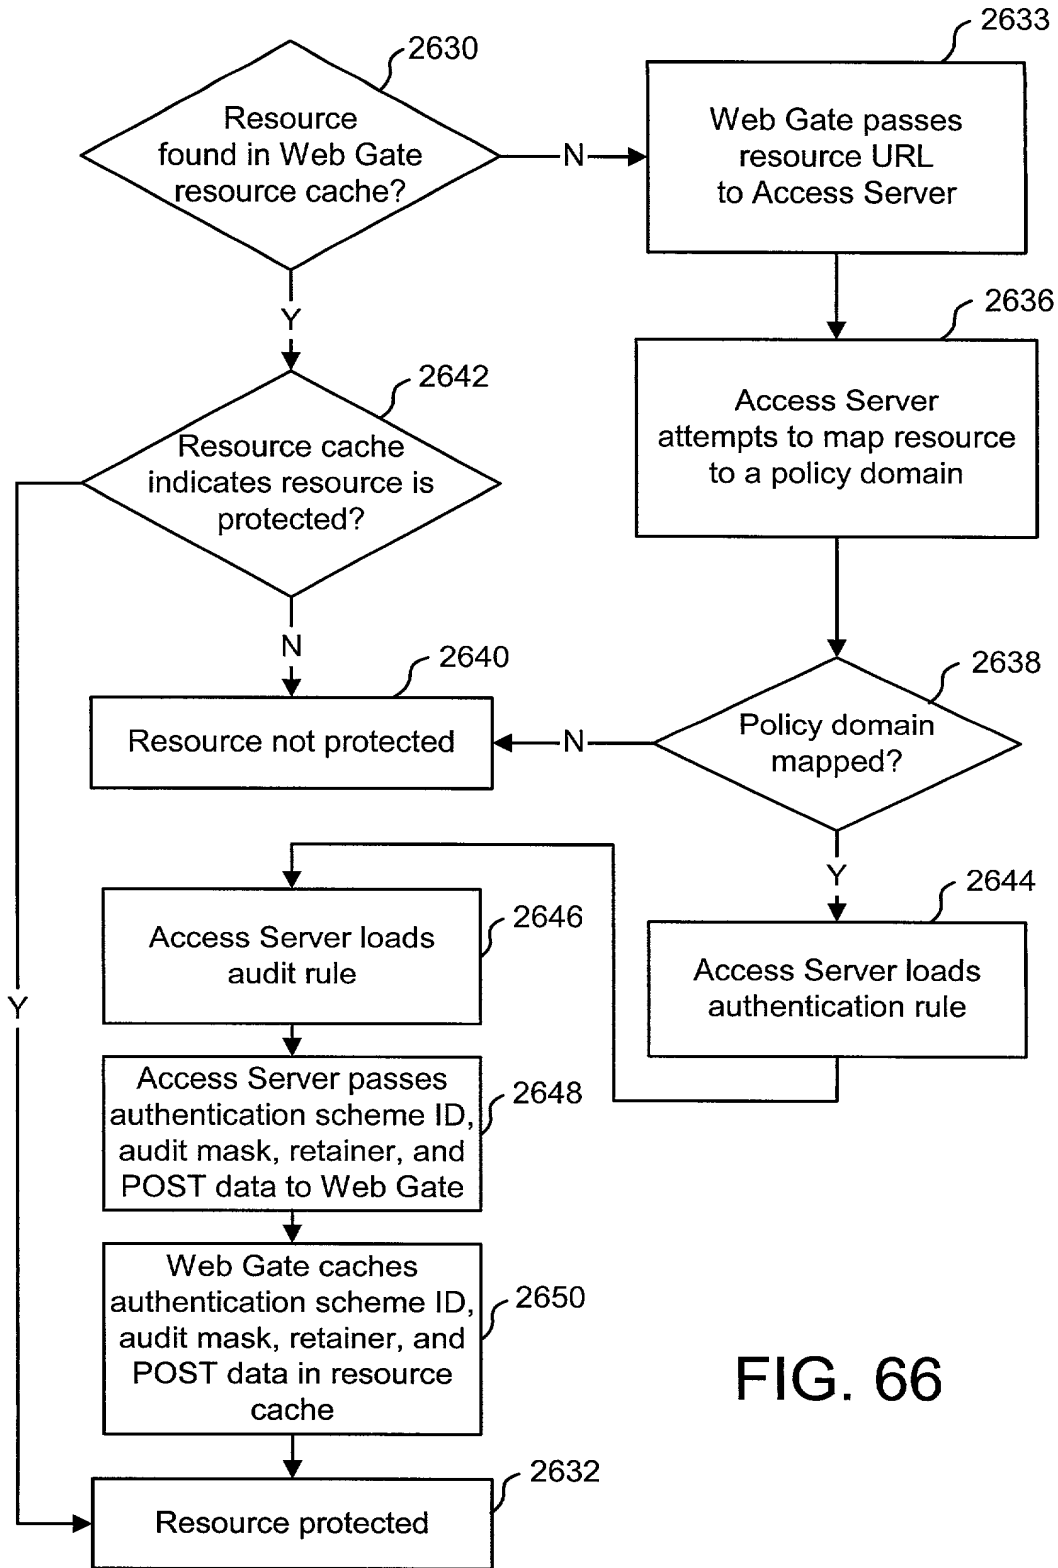 2630
Resource
found in Web Gate
resource cache?
N
2633
Web Gate passes
resource URL
to Access Server
Y
2636
Access Server
attempts to map resource
to a policy domain
2642
Resource cache
indicates resource is
protected?
N
2640
Resource not protected
N
2638
Policy domain
mapped?
Y
2644
Access Server loads
authentication rule
2646
Access Server loads
audit rule
Y
2648
Access Server passes
authentication scheme ID,
audit mask, retainer, and
POST data to Web Gate
2650
Web Gate caches
authentication scheme ID,
audit mask, retainer, and
POST data in resource
cache
2632
Resource protected
FIG. 66